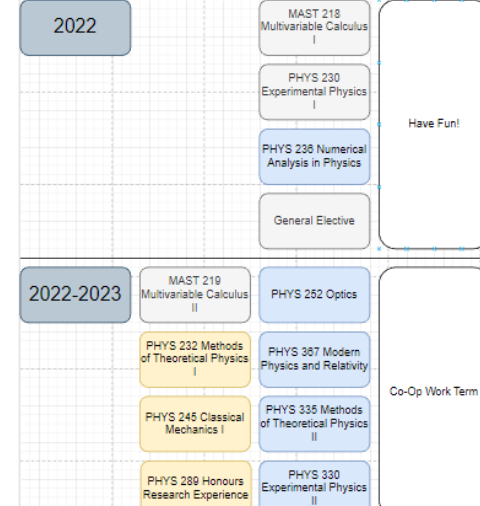 2022
MAST 218
Multivariable Calculus
I
PHYS 230
Experimental Physics
I
PHYS 236 Numerical
Analysis in Physics
General Elective
Have Fun!
2022-2023
MAST 219
Multivariable Calculus
II
PHYS 252 Optics
PHYS 232 Methods
of Theoretical Physics
I
PHYS 367 Modern
Physics and Relativity
Co-Op Work Term
PHYS 245 Classical
Mechanics I
PHYS 335 Methods
of Theoretical Physics
II
PHYS 289 Honours
Research Experience
PHYS 330
Experimental Physics
II